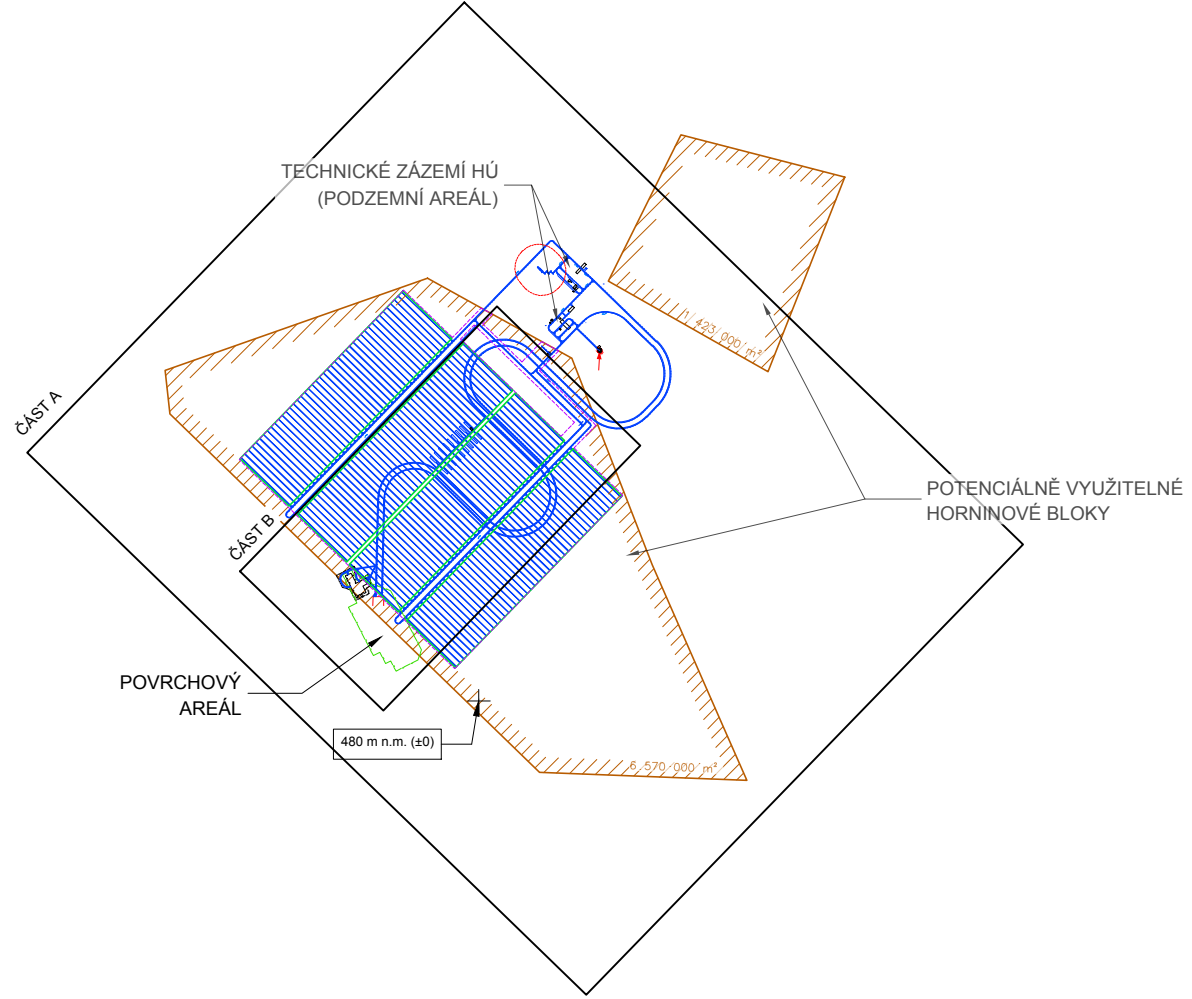 TECHNICKÉ ZÁZEMÍ HÚ
(PODZEMNÍ AREÁL)
1 423 000 m²
ČÁST A
POTENCIÁLNĚ VYUŽITELNÉ
HORNINOVÉ BLOKY
ČÁST B
POVRCHOVÝ
AREÁL
480 m n.m. (±0)
6 570 000 m²